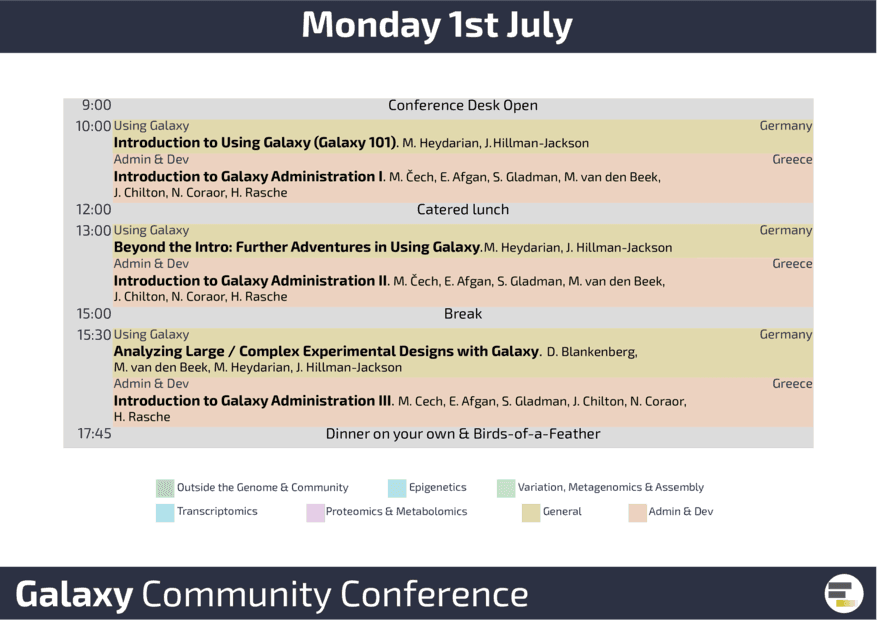 Monday 1st July
9:00 Conference Desk Open
10:00 Using Galaxy Germany
Introduction to Using Galaxy (Galaxy 101). M. Heydarian, J.Hillman-Jackson
Admin & Dev Greece
Introduction to Galaxy Administration I. M. Čech, E. Afgan, S. Gladman, M. van den Beek,
J. Chilton, N. Coraor, H. Rasche
12:00 Catered lunch
13:00 Using Galaxy Germany
Beyond the Intro: Further Adventures in Using Galaxy.M. Heydarian, J. Hillman-Jackson
Admin & Dev Greece
Introduction to Galaxy Administration II. M. Čech, E. Afgan, S. Gladman, M. van den Beek,
J. Chilton, N. Coraor, H. Rasche
15:00 Break
15:30 Using Galaxy Germany
Analyzing Large / Complex Experimental Designs with Galaxy. D. Blankenberg,
M. van den Beek, M. Heydarian, J. Hillman-Jackson
Admin & Dev Greece
Introduction to Galaxy Administration III. M. Cech, E. Afgan, S. Gladman, J. Chilton, N. Coraor,
H. Rasche
17:45 Dinner on your own & Birds-of-a-Feather
Outside the Genome & Community Epigenetics Variation, Metagenomics & Assembly
Transcriptomics Proteomics & Metabolomics General Admin & Dev
Galaxy Community Conference